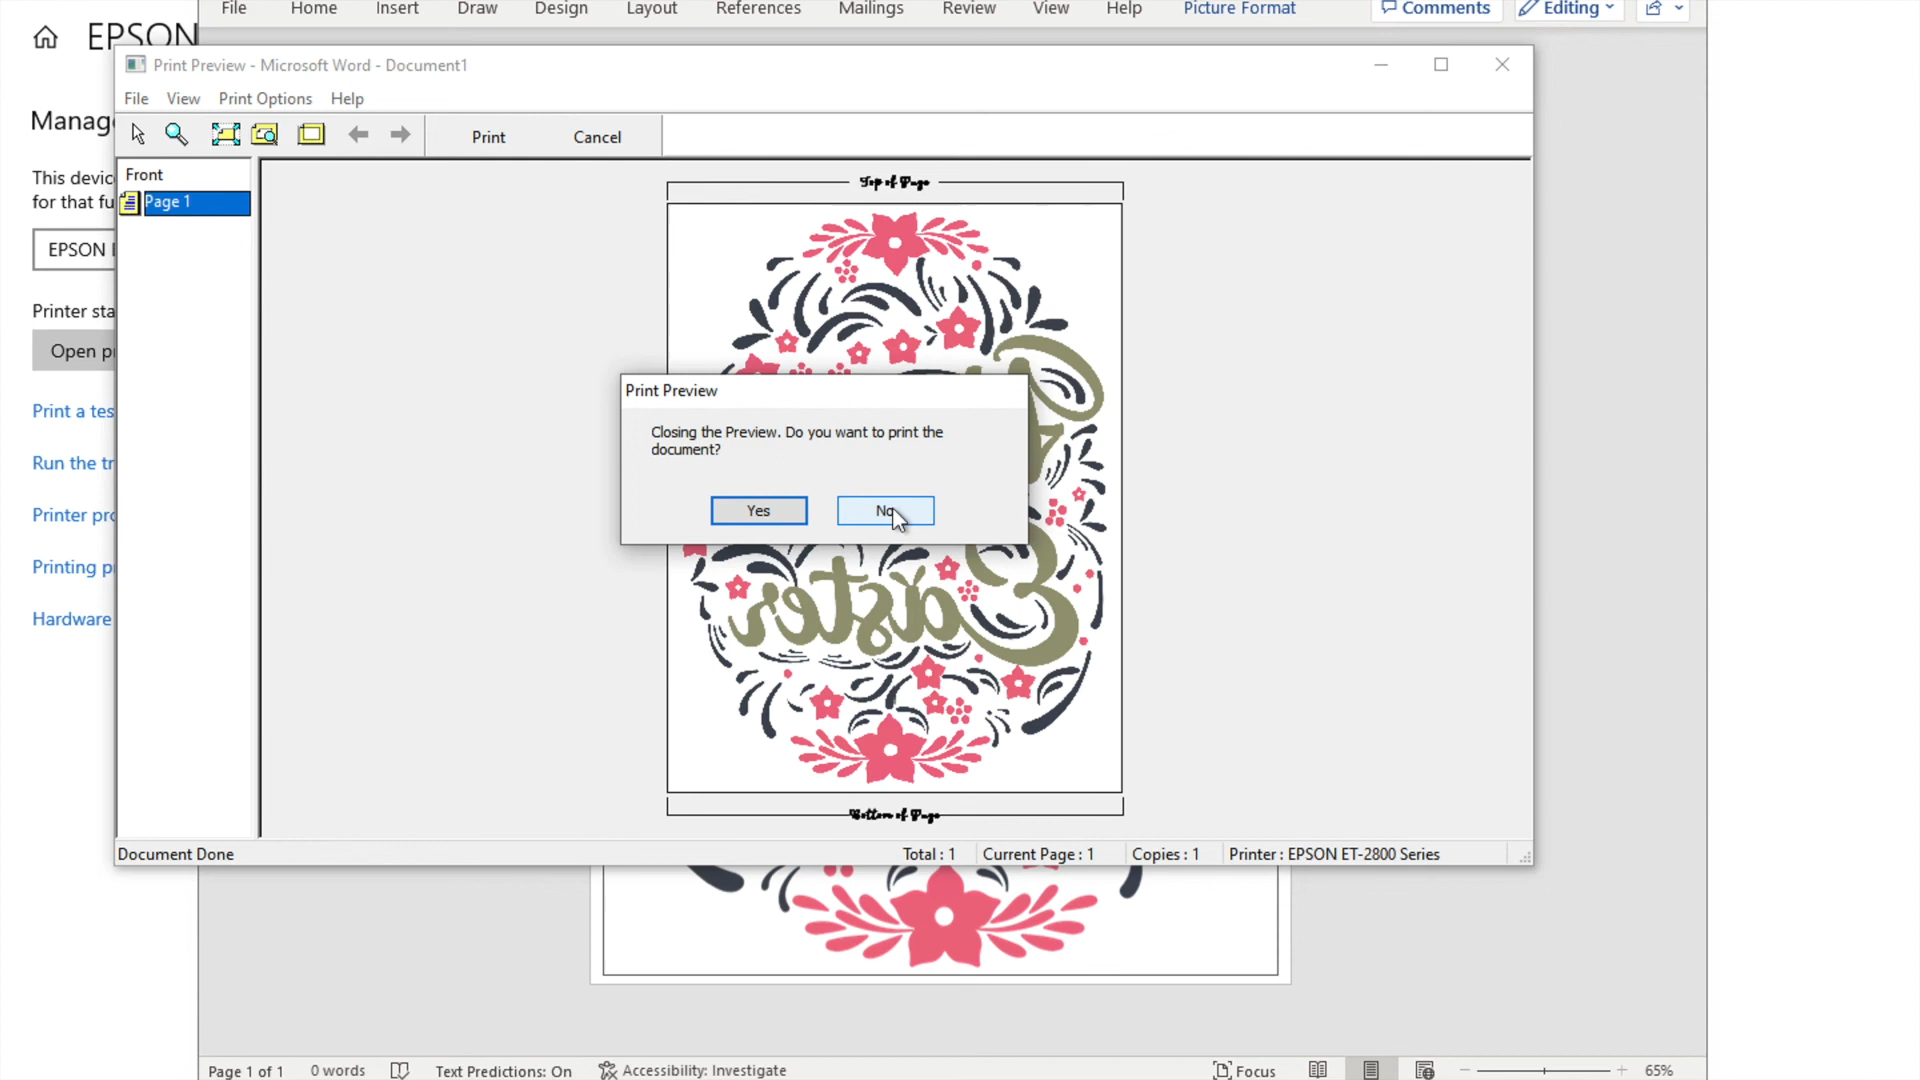 File Home Insert Draw Design Layout References Mailings Review View Help Picture Format Comments Editing
EPSON
Print Preview - Microsoft Word - Document1
File View Print Options Help
Print Cancel
Manag
This devic
for that fu
EPSON
Printer sta
Open p
Print a tes
Run the tr
Printer pro
Printing p
Hardware
Front
Page 1
Top of Page
Print Preview
Closing the Preview. Do you want to print the
document?
Yes No
Easter
Bottom of Page
Document Done Total : 1 Current Page : 1 Copies : 1 Printer : EPSON ET-2800 Series
Page 1 of 1 0 words Text Predictions: On Accessibility: Investigate Focus 65%